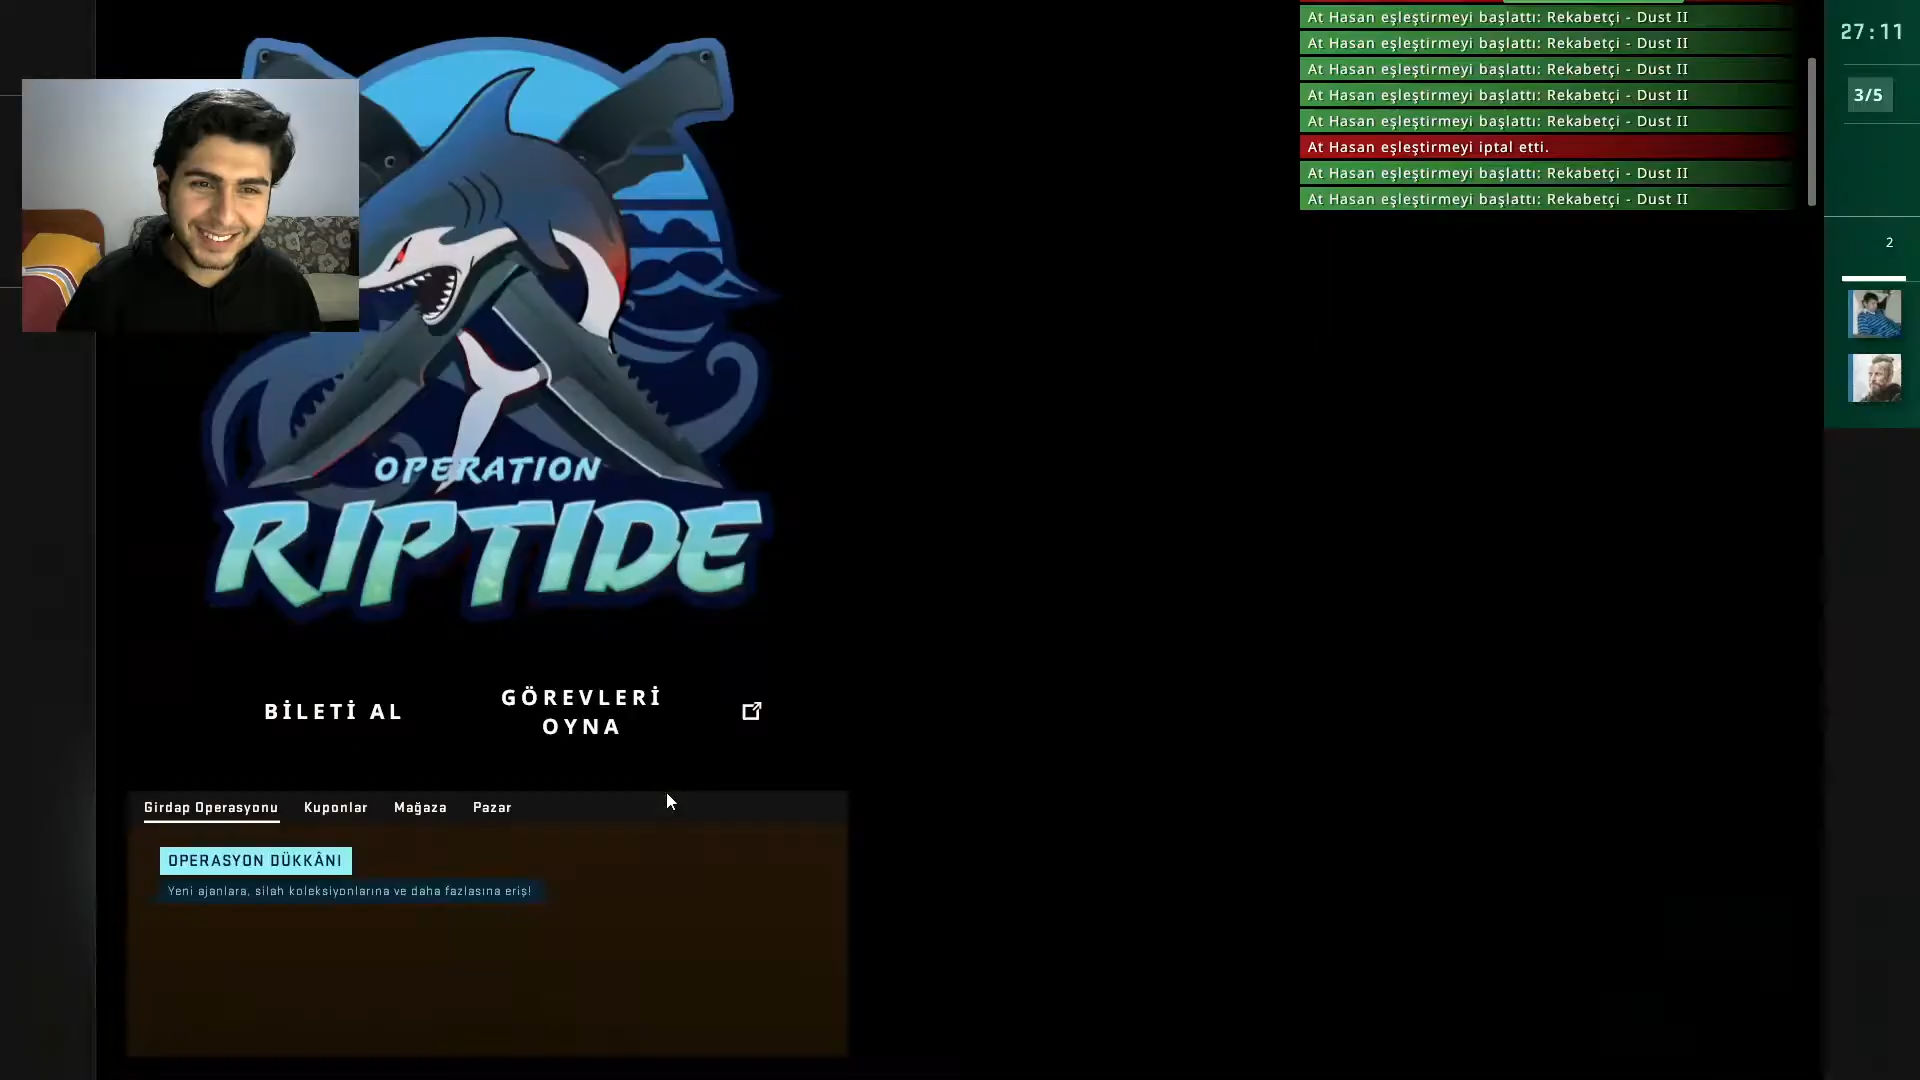 At Hasan eşleştirmeyi başlattı: Rekabetçi - Dust II
At Hasan eşleştirmeyi başlattı: Rekabetçi - Dust II
At Hasan eşleştirmeyi başlattı: Rekabetçi - Dust II
At Hasan eşleştirmeyi başlattı: Rekabetçi - Dust II
At Hasan eşleştirmeyi başlattı: Rekabetçi - Dust II
At Hasan eşleştirmeyi iptal etti.
At Hasan eşleştirmeyi başlattı: Rekabetçi - Dust II
At Hasan eşleştirmeyi başlattı: Rekabetçi - Dust II
27:11
3/5
2
OPERATION
RIPTIDE
BİLETİ AL
GÖREVLERİ
OYNA
Girdap Operasyonu Kuponlar Mağaza Pazar
OPERASYON DÜKKÂNI
Yeni ajanlara, silah koleksiyonlarına ve daha fazlasına eriş!